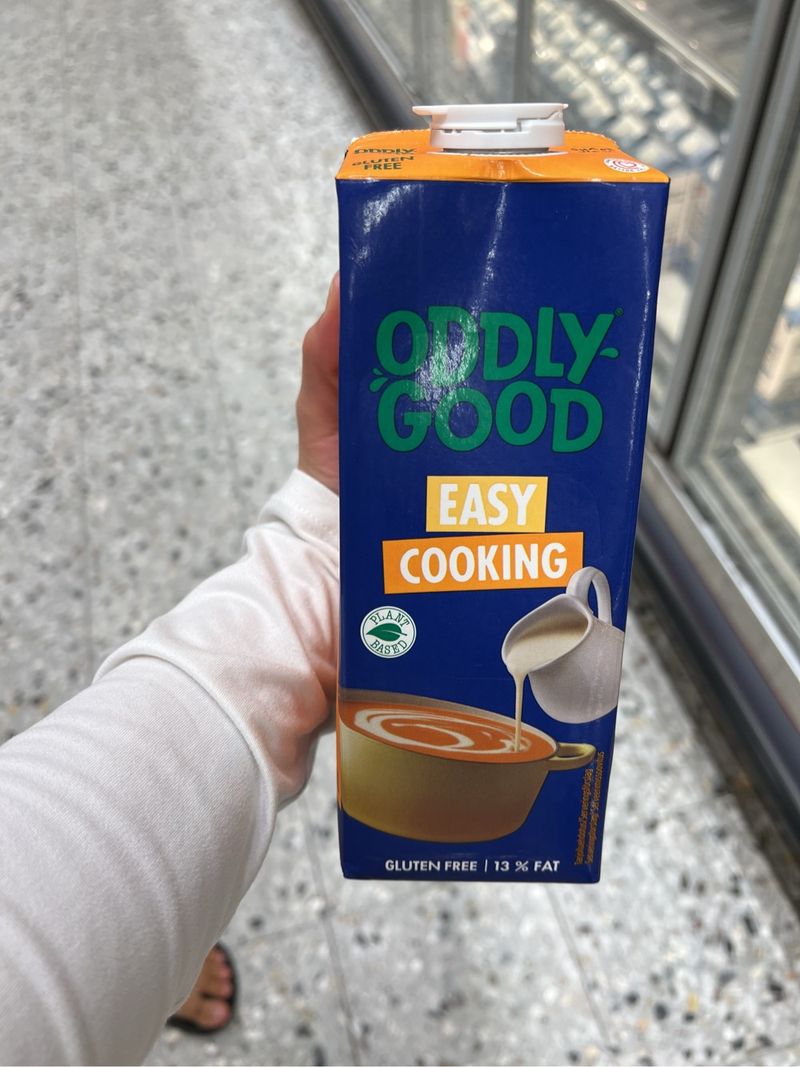 ODDLY
GLUTEN
FREE
ODDLY
GOOD
EASY
COOKING
PLANT
BASED
GLUTEN FREE | 13 % FAT